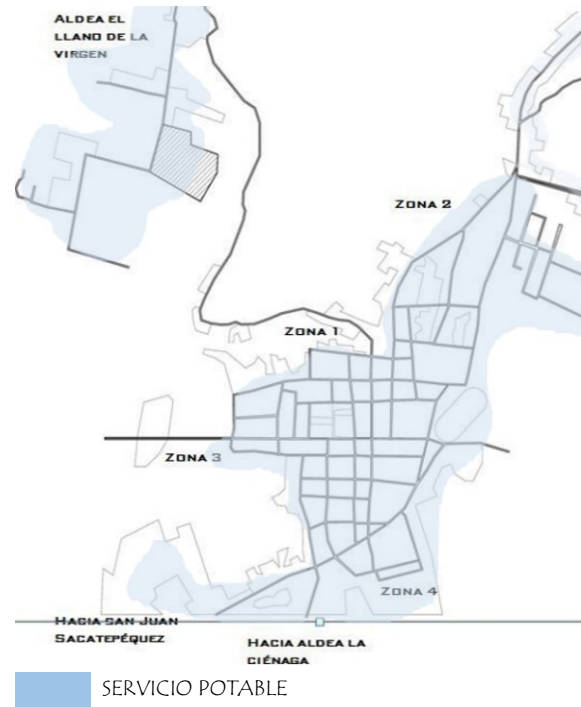 ALDEA EL
LLANO DE LA
VIRGEN
ZONA 2
ZONA 1
ZONA 3
ZONA 4
HACIA SAN JUAN
SACATEPÉQUEZ
HACIA ALDEA LA
CIÉNAGA
SERVICIO POTABLE